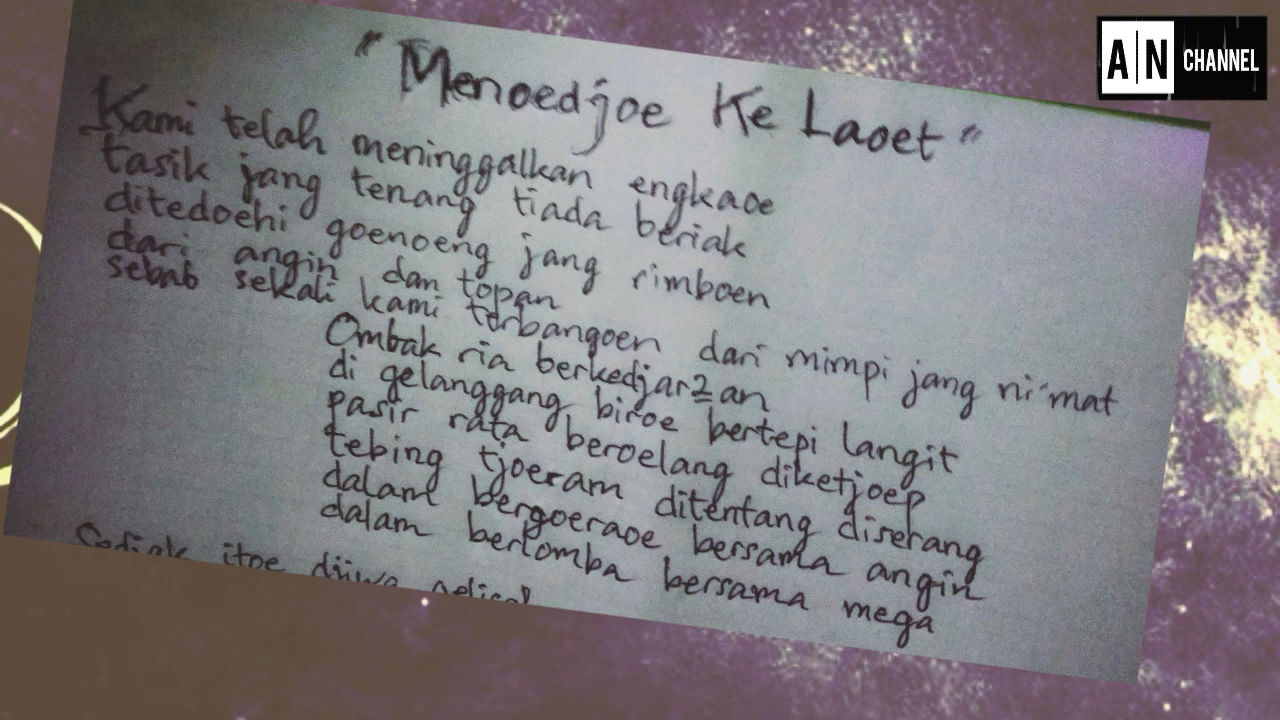 "Menoedjoe Ke Laoet"
Kami telah meninggalkan engkaoe
tasik jang tenang tiada beriak
ditedoehi goenoeng jang rimboen
dari angin dan topan
sebab sekali kami terbangoen dari mimpi jang ni'mat
Ombak ria berkedjar2an
di gelanggang biroe bertepi langit
pasir rata beroelang diketjoep
tebing tjoeram ditentang diserang
dalam bergoeraoe bersama angin
dalam berlomba bersama mega
itoe
A|N CHANNEL